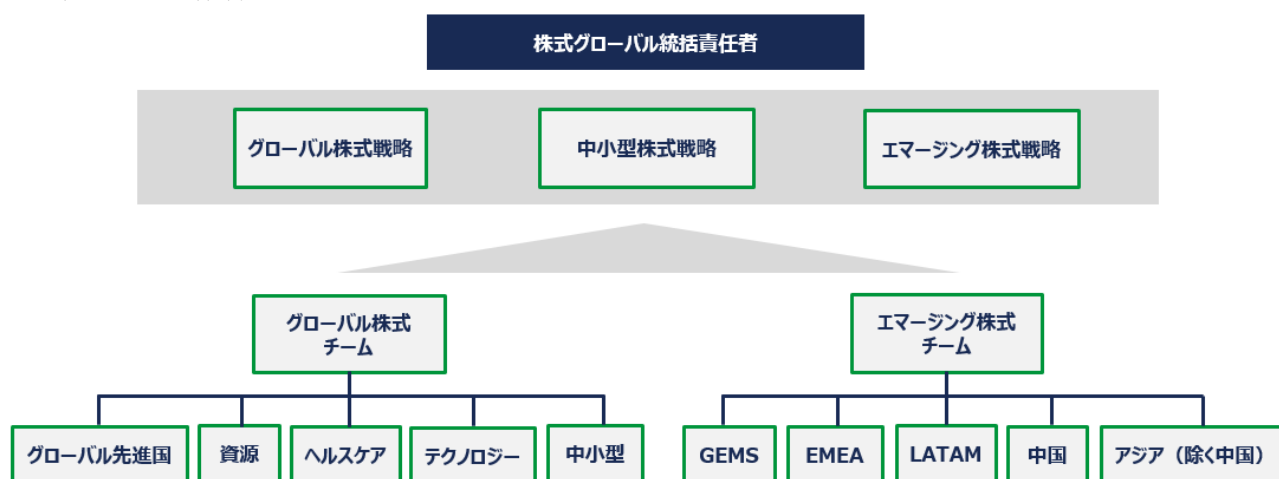 株式グローバル統括責任者
グローバル株式戦略
中小型株式戦略
エマージング株式戦略
グローバル株式
チーム
エマージング株式
チーム
グローバル先進国
資源
ヘルスケア
テクノロジー
中小型
GEMS
EMEA
LATAM
中国
アジア（除く中国）